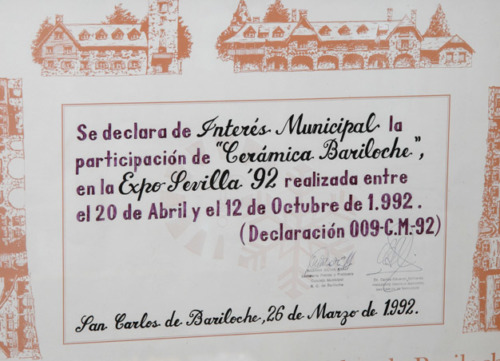 Se declara de Interés Municipal la
participación de "Cerámica Bariloche",
en la Expo Sevilla '92 realizada entre
el 20 de Abril y el 12 de Octubre de 1.992.
(Declaración 009-C.M.-92)
San Carlos de Bariloche, 26 de Marzo de 1992.